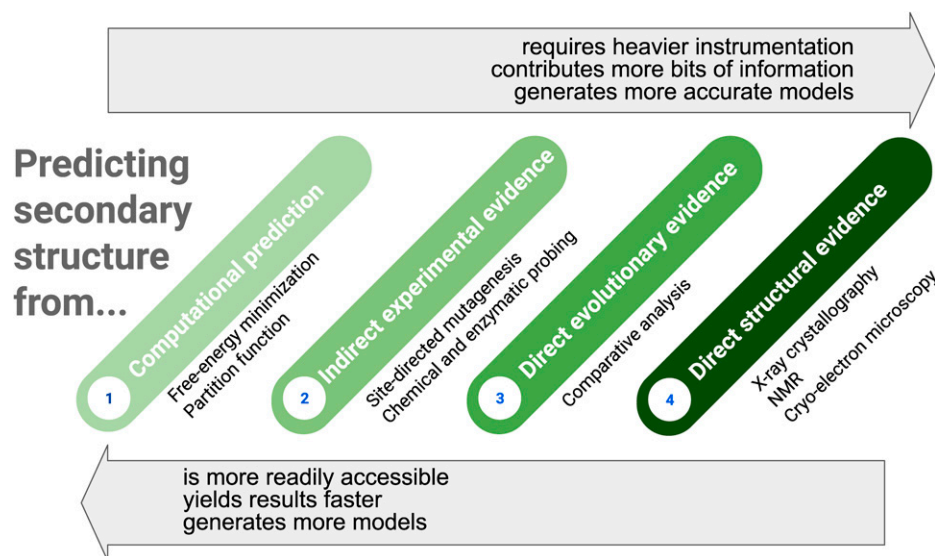 requires heavier instrumentation
contributes more bits of information
generates more accurate models
Predicting
secondary
structure
from...
1
Computational prediction
Free-energy minimization
Partition function
2
Indirect experimental evidence
Site-directed mutagenesis
Chemical and enzymatic probing
3
Direct evolutionary evidence
Comparative analysis
4
Direct structural evidence
X-ray crystallography
NMR
Cryo-electron microscopy
is more readily accessible
yields results faster
generates more models